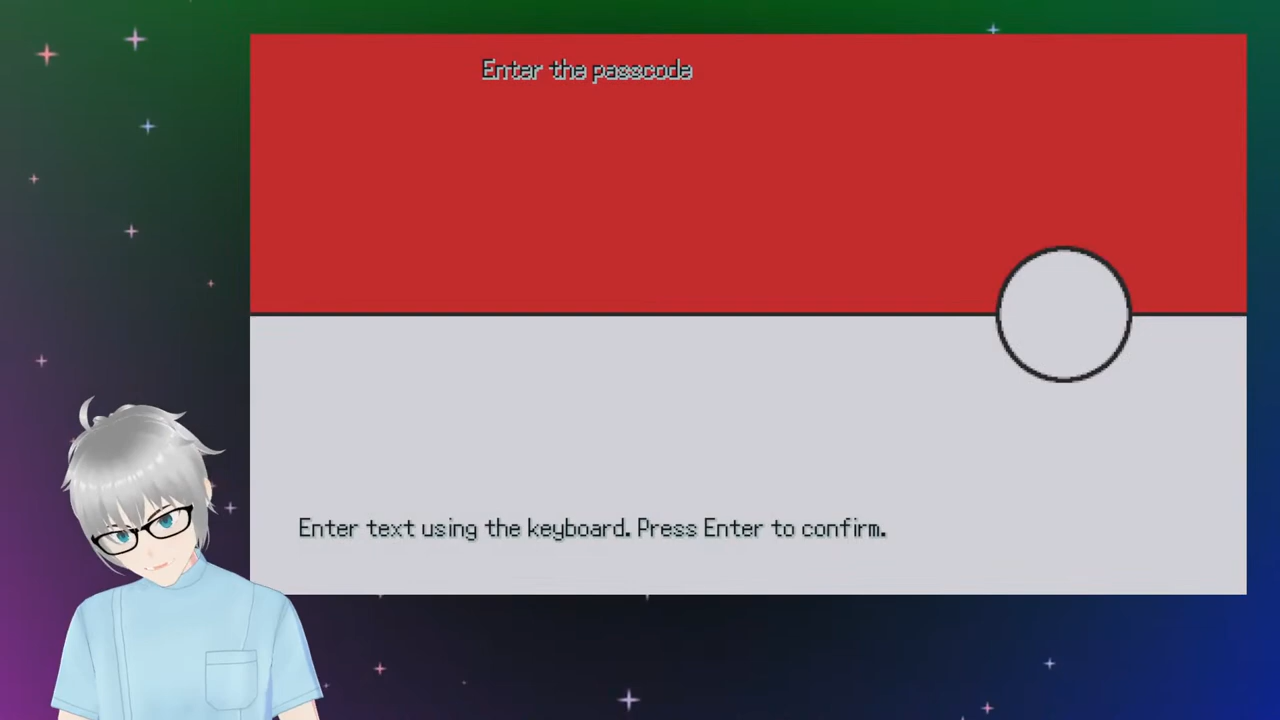 Enter the passcode
Enter text using the keyboard. Press Enter to confirm.